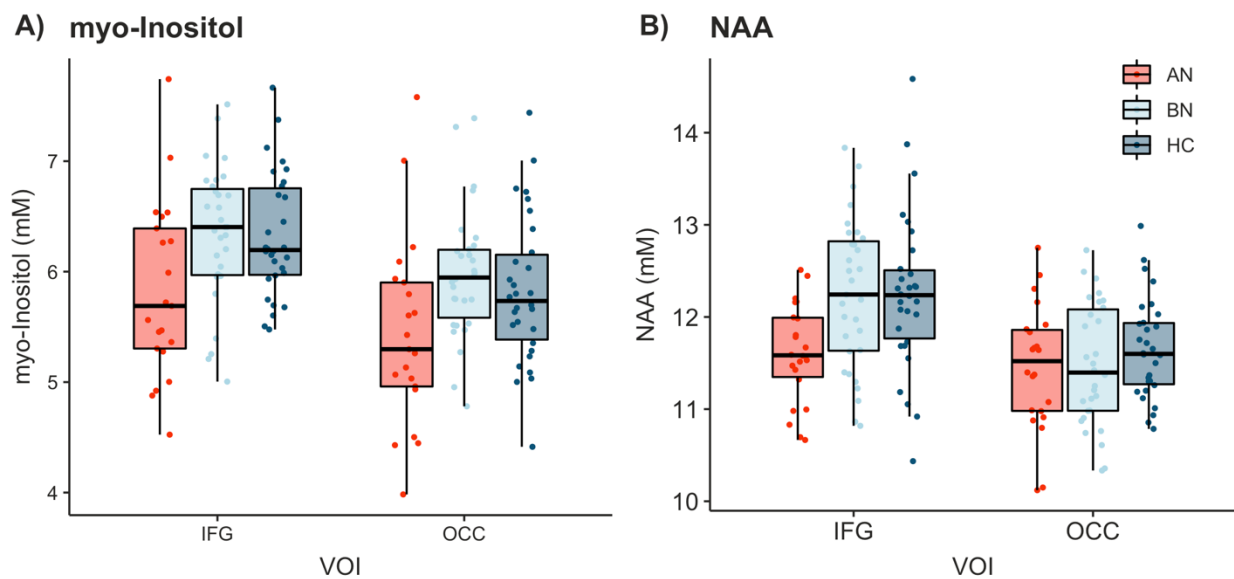 A) myo-Inositol
myo-Inositol (mM)
7
6
5
4
IFG OCC
VOI
B) NAA
NAA (mM)
14
13
12
11
10
IFG OCC
VOI
AN
BN
HC